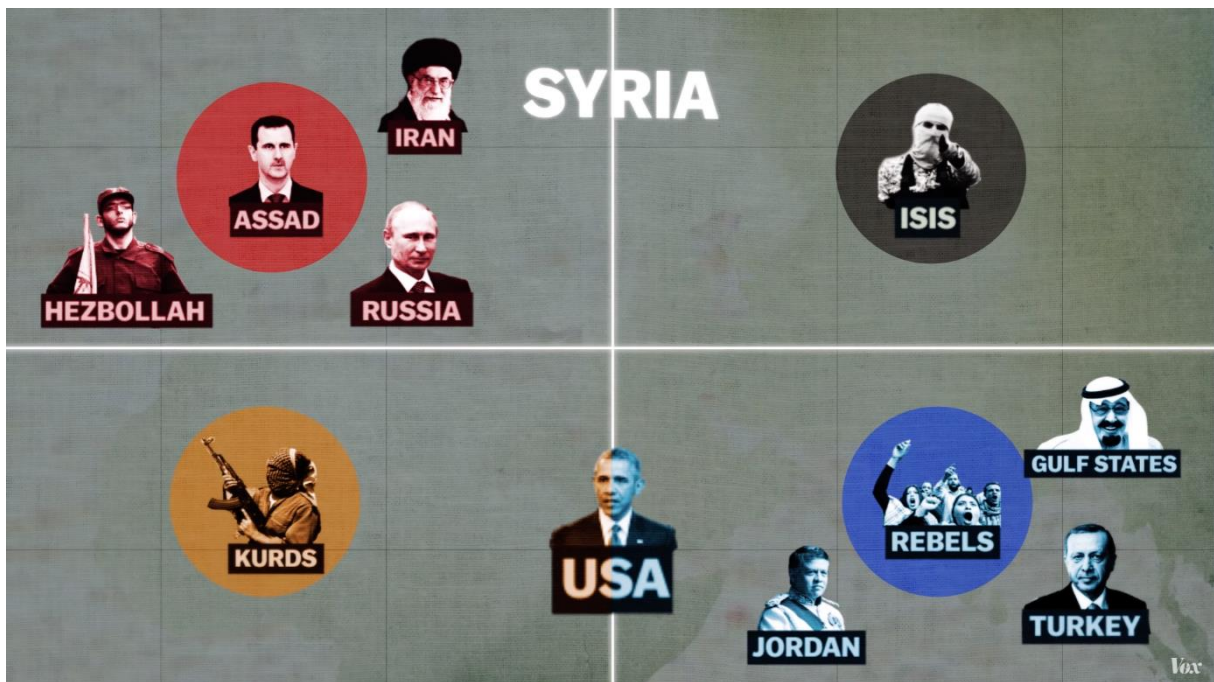 SYRIA
IRAN
ASSAD
ISIS
HEZBOLLAH
RUSSIA
GULF STATES
REBELS
KURDS
USA
TURKEY
JORDAN
Vox